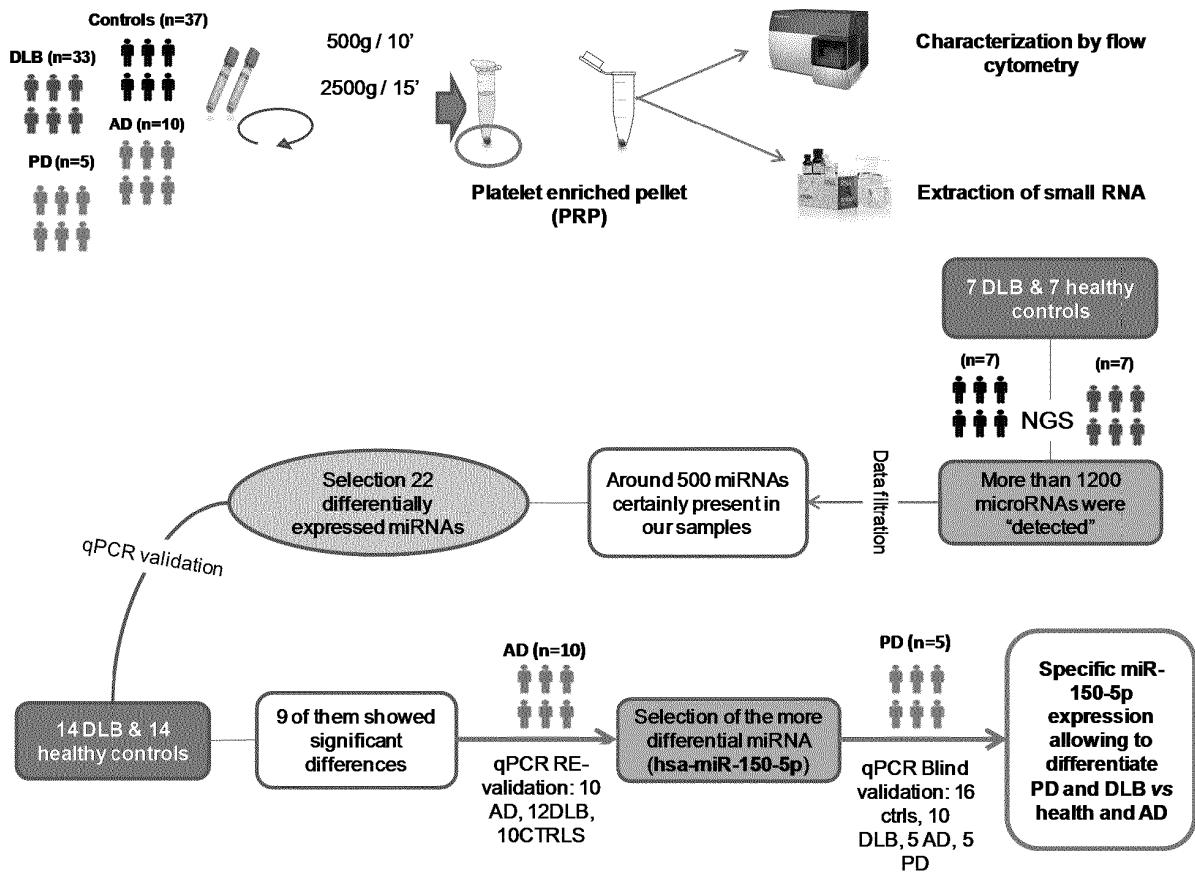 Controls (n=37)
DLB (n=33)
AD (n=10)
PD (n=5)
500g / 10’
2500g / 15’
Platelet enriched pellet
(PRP)
Characterization by flow
cytometry
Extraction of small RNA
7 DLB & 7 healthy
controls
(n=7)
(n=7)
NGS
More than 1200
microRNAs were
“detected”
Data filtration
Around 500 miRNAs
certainly present in
our samples
Selection 22
differentially
expressed miRNAs
qPCR validation
14 DLB & 14
healthy controls
9 of them showed
significant
differences
AD (n=10)
qPCR RE-
validation: 10
AD, 12DLB,
10CTRLS
Selection of the more
differential miRNA
(hsa-miR-150-5p)
PD (n=5)
qPCR Blind
validation: 16
ctrls, 10
DLB, 5 AD, 5
PD
Specific miR-
150-5p
expression
allowing to
differentiate
PD and DLB vs
health and AD